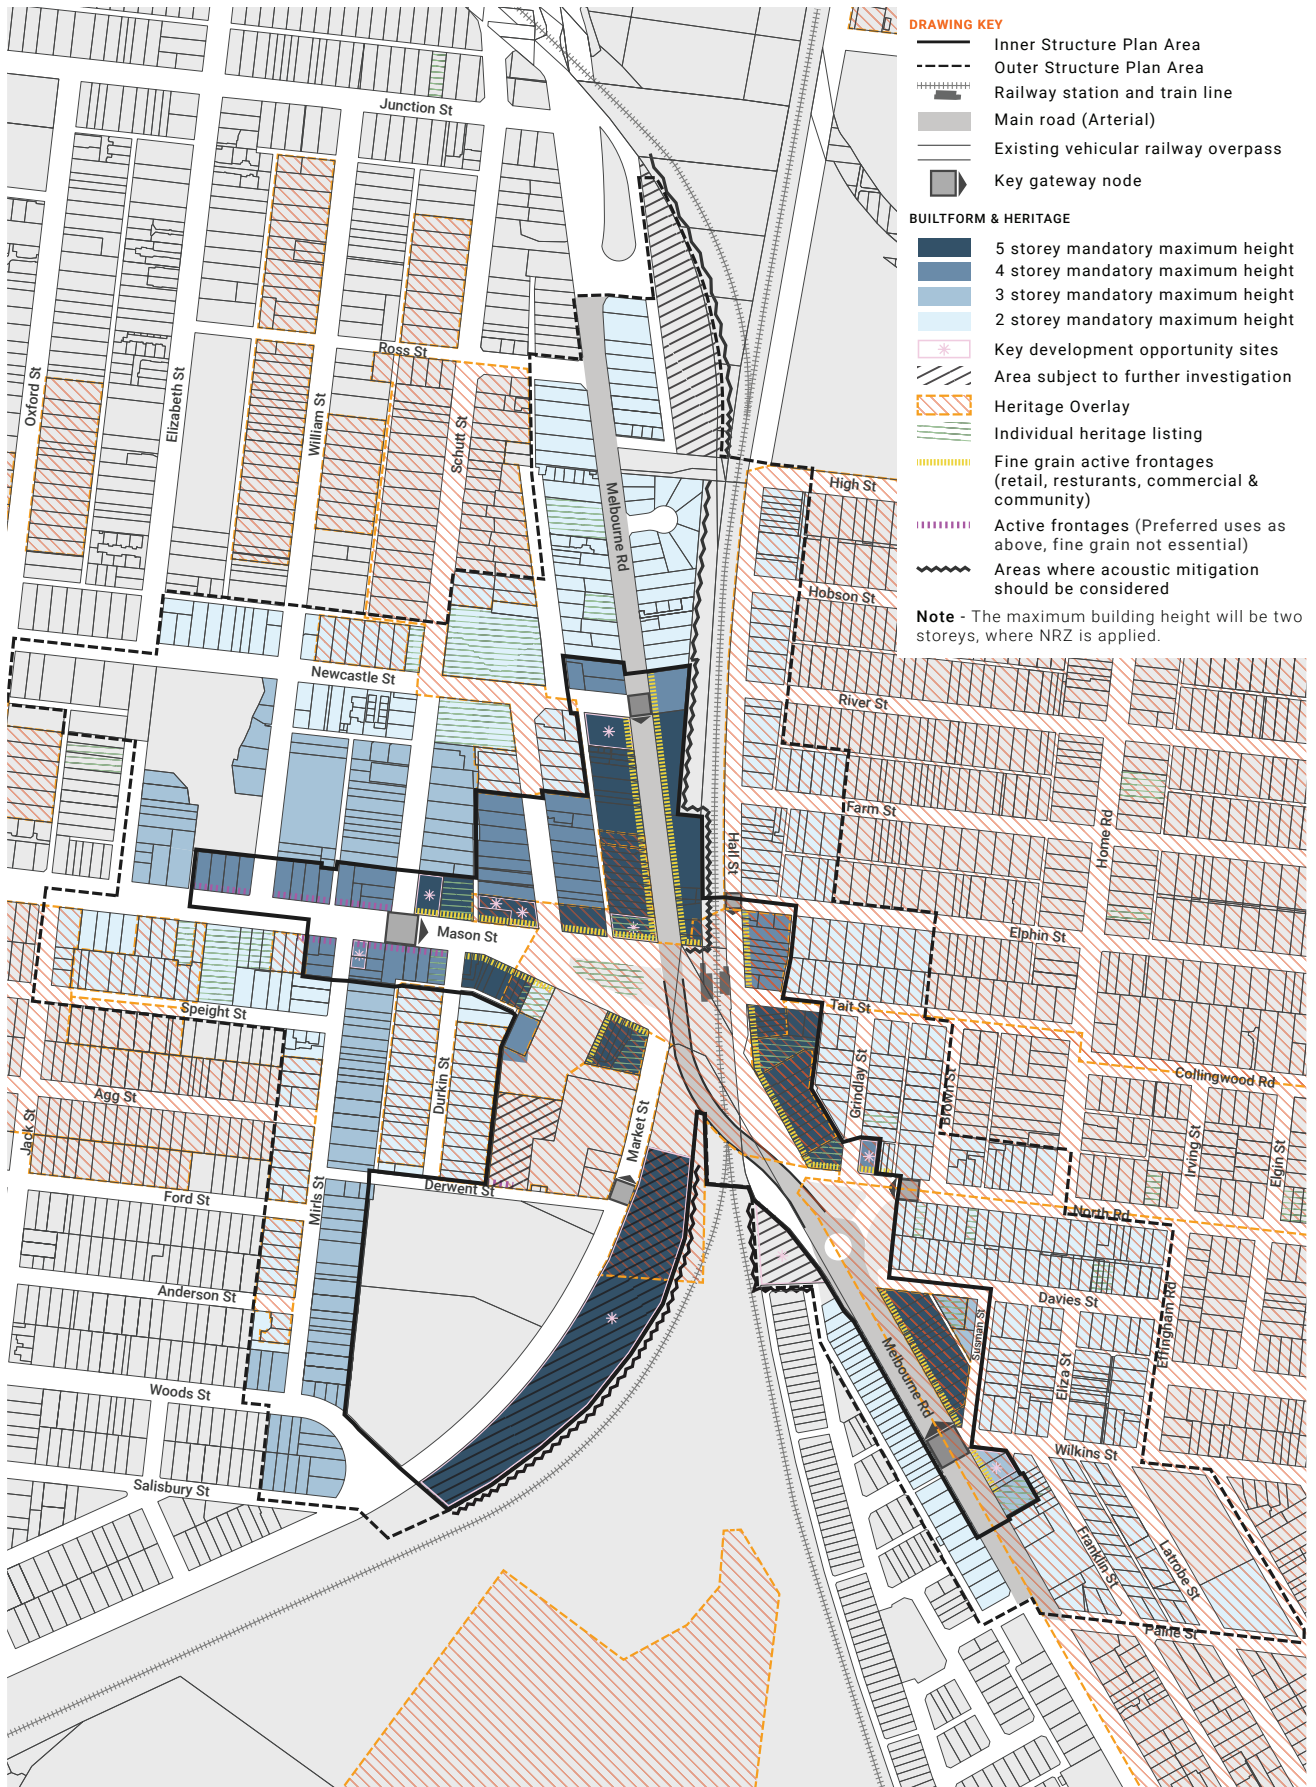 DRAWING KEY
Inner Structure Plan Area
Outer Structure Plan Area
Railway station and train line
Main road (Arterial)
Existing vehicular railway overpass
Key gateway node
BUILTFORM & HERITAGE
5 storey mandatory maximum height
4 storey mandatory maximum height
3 storey mandatory maximum height
2 storey mandatory maximum height
Key development opportunity sites
Area subject to further investigation
Heritage Overlay
Individual heritage listing
Fine grain active frontages
(retail, resturants, commercial &
community)
Active frontages (Preferred uses as
above, fine grain not essential)
Areas where acoustic mitigation
should be considered
Note - The maximum building height will be two
storeys, where NRZ is applied.
Junction St
Ross St
Oxford St
Elizabeth St
William St
Schutt St
Melbourne Rd
High St
Hobson St
Newcastle St
River St
Farm St
Home Rd
Hall St
Mason St
Elphin St
Speight St
Tait St
Collingwood Rd
Agg St
Jack St
Durkin St
Market St
Grindlay St
Brown St
Irving St
Elgin St
Ford St
Mirls St
Derwent St
North Rd
Anderson St
Davies St
Susman St
Effingham Rd
Eliza St
Woods St
Melbourne Rd
Wilkins St
Salisbury St
Franklin St
Latrobe St
Paine St